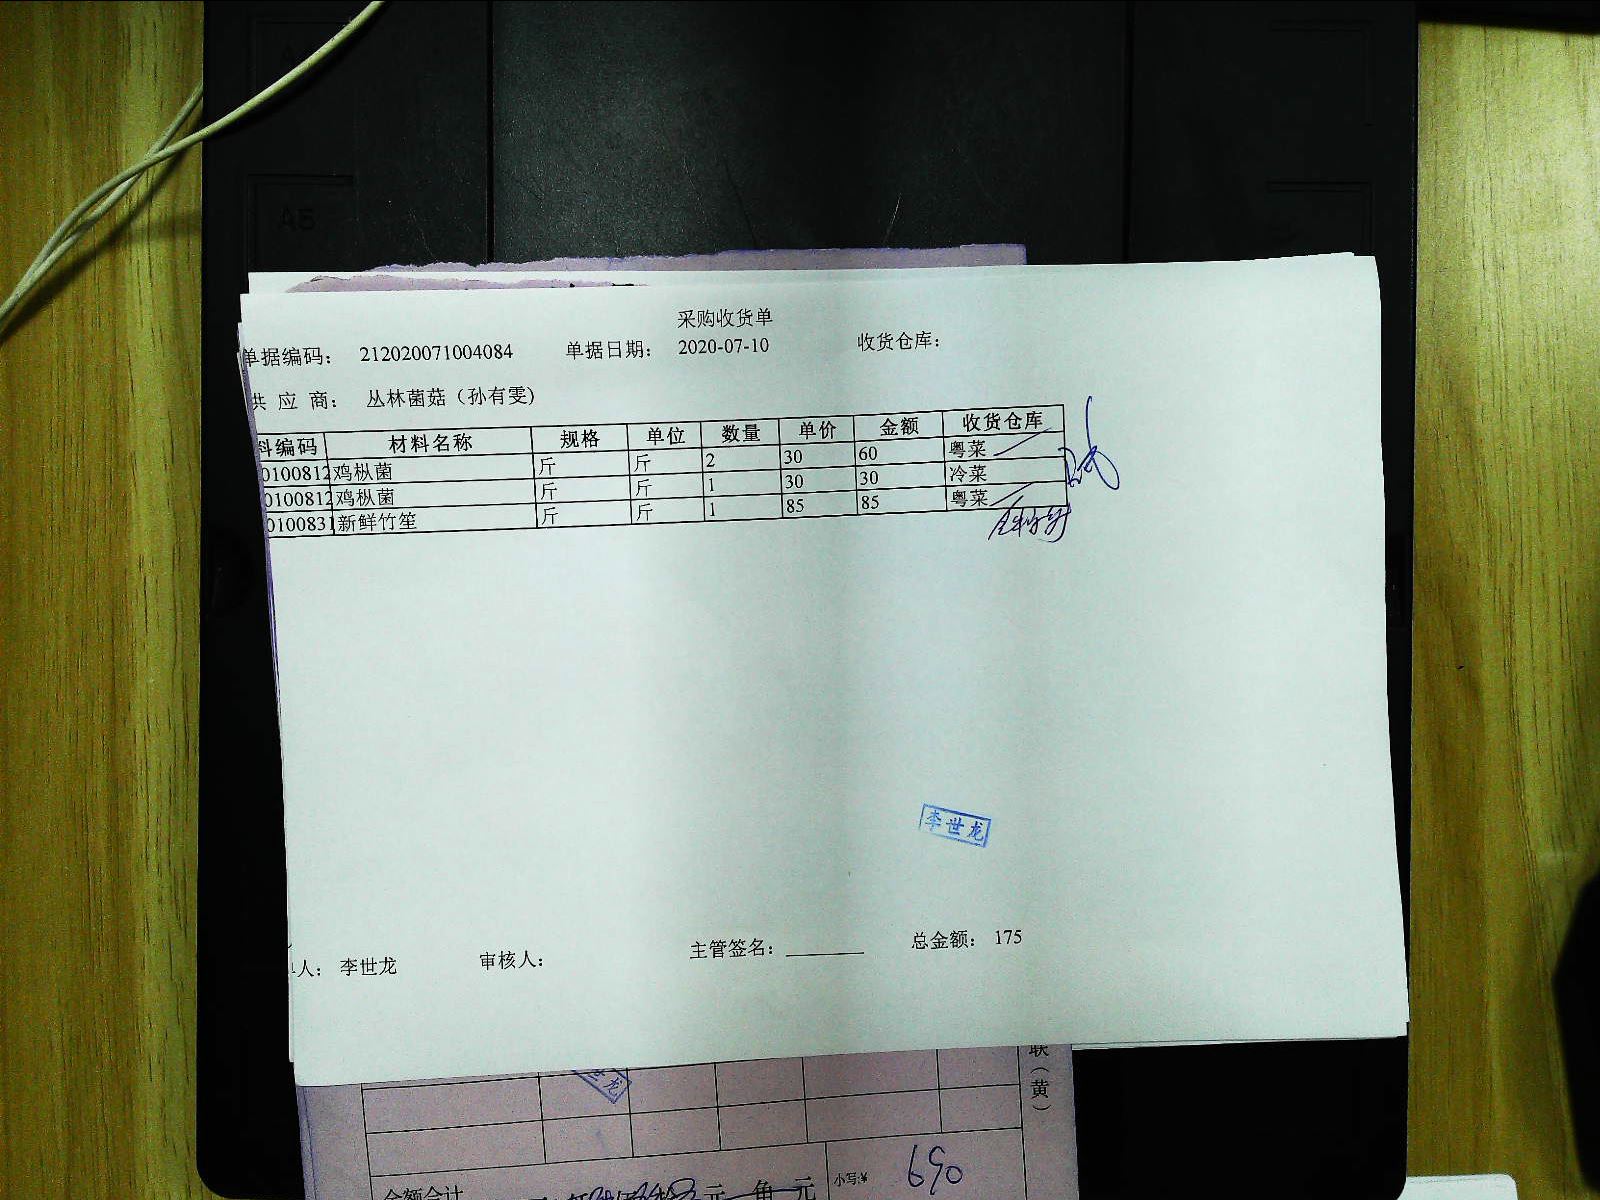 A5
采购收货单
单据编码： 212020071004084 单据日期： 2020-07-10 收货仓库：
供 应 商： 丛林菌菇（孙有雯)
料编码 材料名称 规格 单位 数量 单价 金额 收货仓库
0100812 鸡枞菌 斤 斤 2 30 60 粤菜
0100812 鸡枞菌 斤 斤 1 30 30 冷菜
0100831 新鲜竹笙 斤 斤 1 85 85 粤菜
李世龙
人： 李世龙 审核人： 主管签名： 总金额： 175
联（黄）
世龙
金额合计 元 角 元 小写:¥ 690